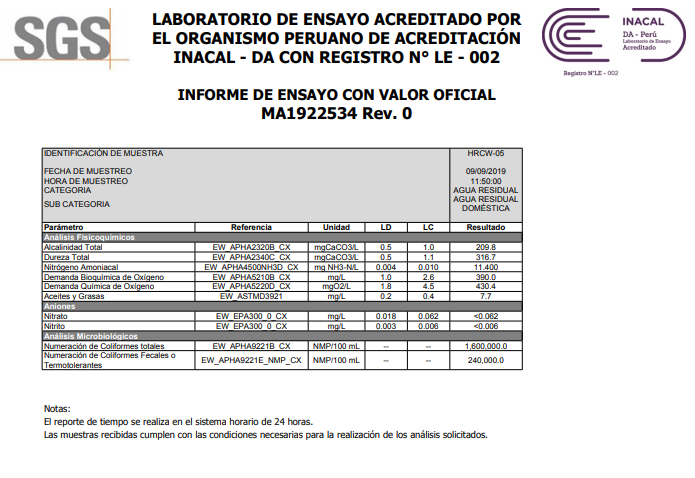 SGS
LABORATORIO DE ENSAYO ACREDITADO POR
EL ORGANISMO PERUANO DE ACREDITACIÓN
INACAL - DA CON REGISTRO N° LE - 002
INACAL
DA - Perú
Laboratorio de Ensayo
Acreditado
Registro N°LE - 002
INFORME DE ENSAYO CON VALOR OFICIAL
MA1922534 Rev. 0
IDENTIFICACIÓN DE MUESTRA HRCW-05
FECHA DE MUESTREO 09/09/2019
HORA DE MUESTREO 11:50:00
CATEGORIA AGUA RESIDUAL
SUB CATEGORIA AGUA RESIDUAL
DOMÉSTICA
Parámetro Referencia Unidad LD LC Resultado
Análisis Fisicoquímicos
Alcalinidad Total EW_APHA2320B_CX mgCaCO3/L 0.5 1.0 209.8
Dureza Total EW_APHA2340C_CX mgCaCO3/L 0.5 1.1 316.7
Nitrógeno Amoniacal EW_APHA4500NH3D_CX mg NH3-N/L 0.004 0.010 11.400
Demanda Bioquímica de Oxígeno EW_APHA5210B_CX mg/L 1.0 2.6 390.0
Demanda Química de Oxígeno EW_APHA5220D_CX mgO2/L 1.8 4.5 430.4
Aceites y Grasas EW_ASTMD3921 mg/L 0.2 0.4 7.7
Aniones
Nitrato EW_EPA300_0_CX mg/L 0.018 0.062 <0.062
Nitrito EW_EPA300_0_CX mg/L 0.003 0.006 <0.006
Análisis Microbiológicos
Numeración de Coliformes totales EW_APHA9221B_CX NMP/100 mL -- -- 1,600,000.0
Numeración de Coliformes Fecales o
Termotolerantes EW_APHA9221E_NMP_CX NMP/100 mL -- -- 240,000.0
Notas:
El reporte de tiempo se realiza en el sistema horario de 24 horas.
Las muestras recibidas cumplen con las condiciones necesarias para la realización de los análisis solicitados.